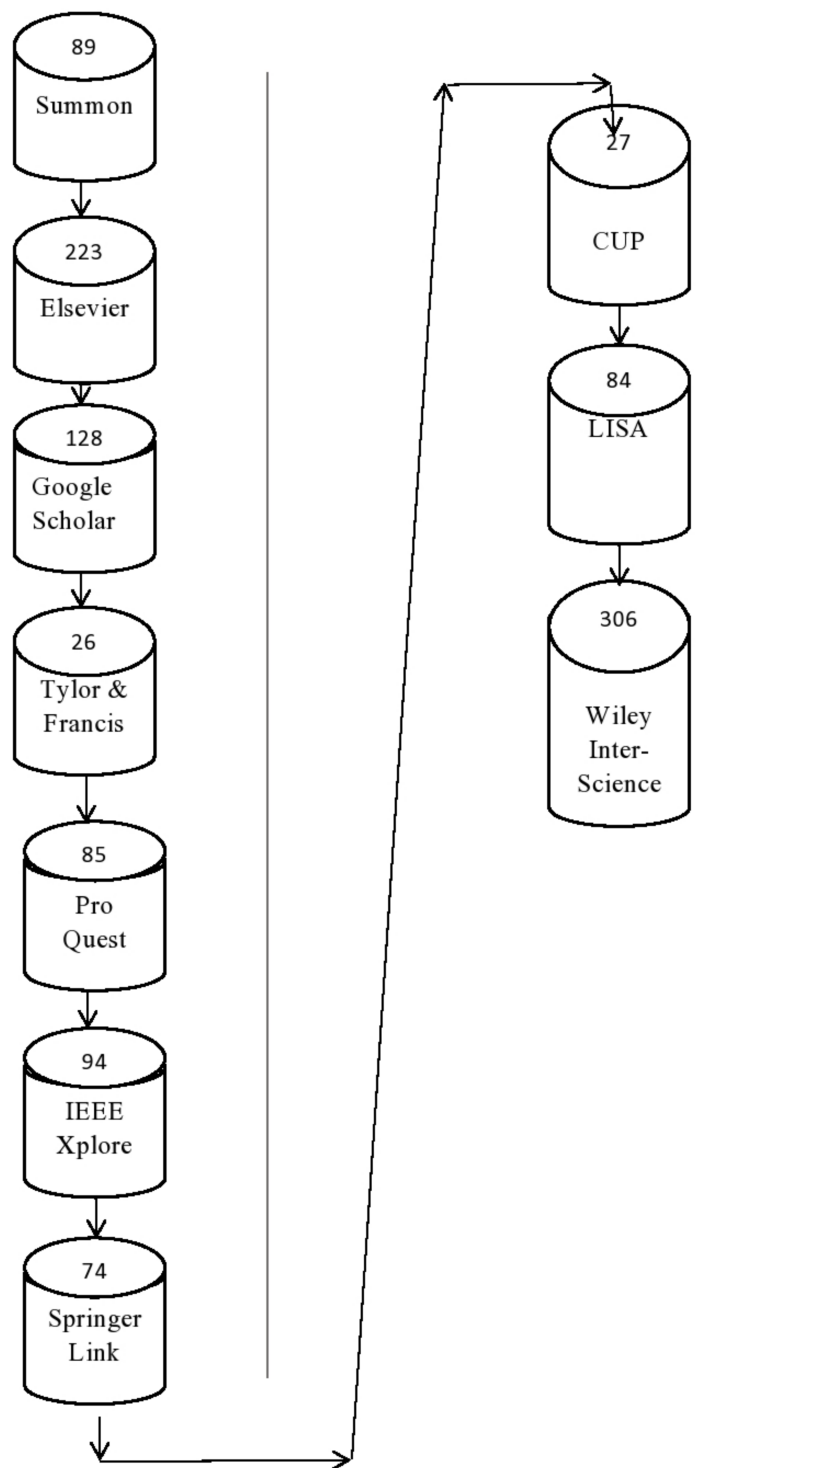 89
Summon
223
Elsevier
128
Google
Scholar
26
Tylor &
Francis
85
Pro
Quest
94
IEEE
Xplore
74
Springer
Link
27
CUP
84
LISA
306
Wiley
Inter-
Science